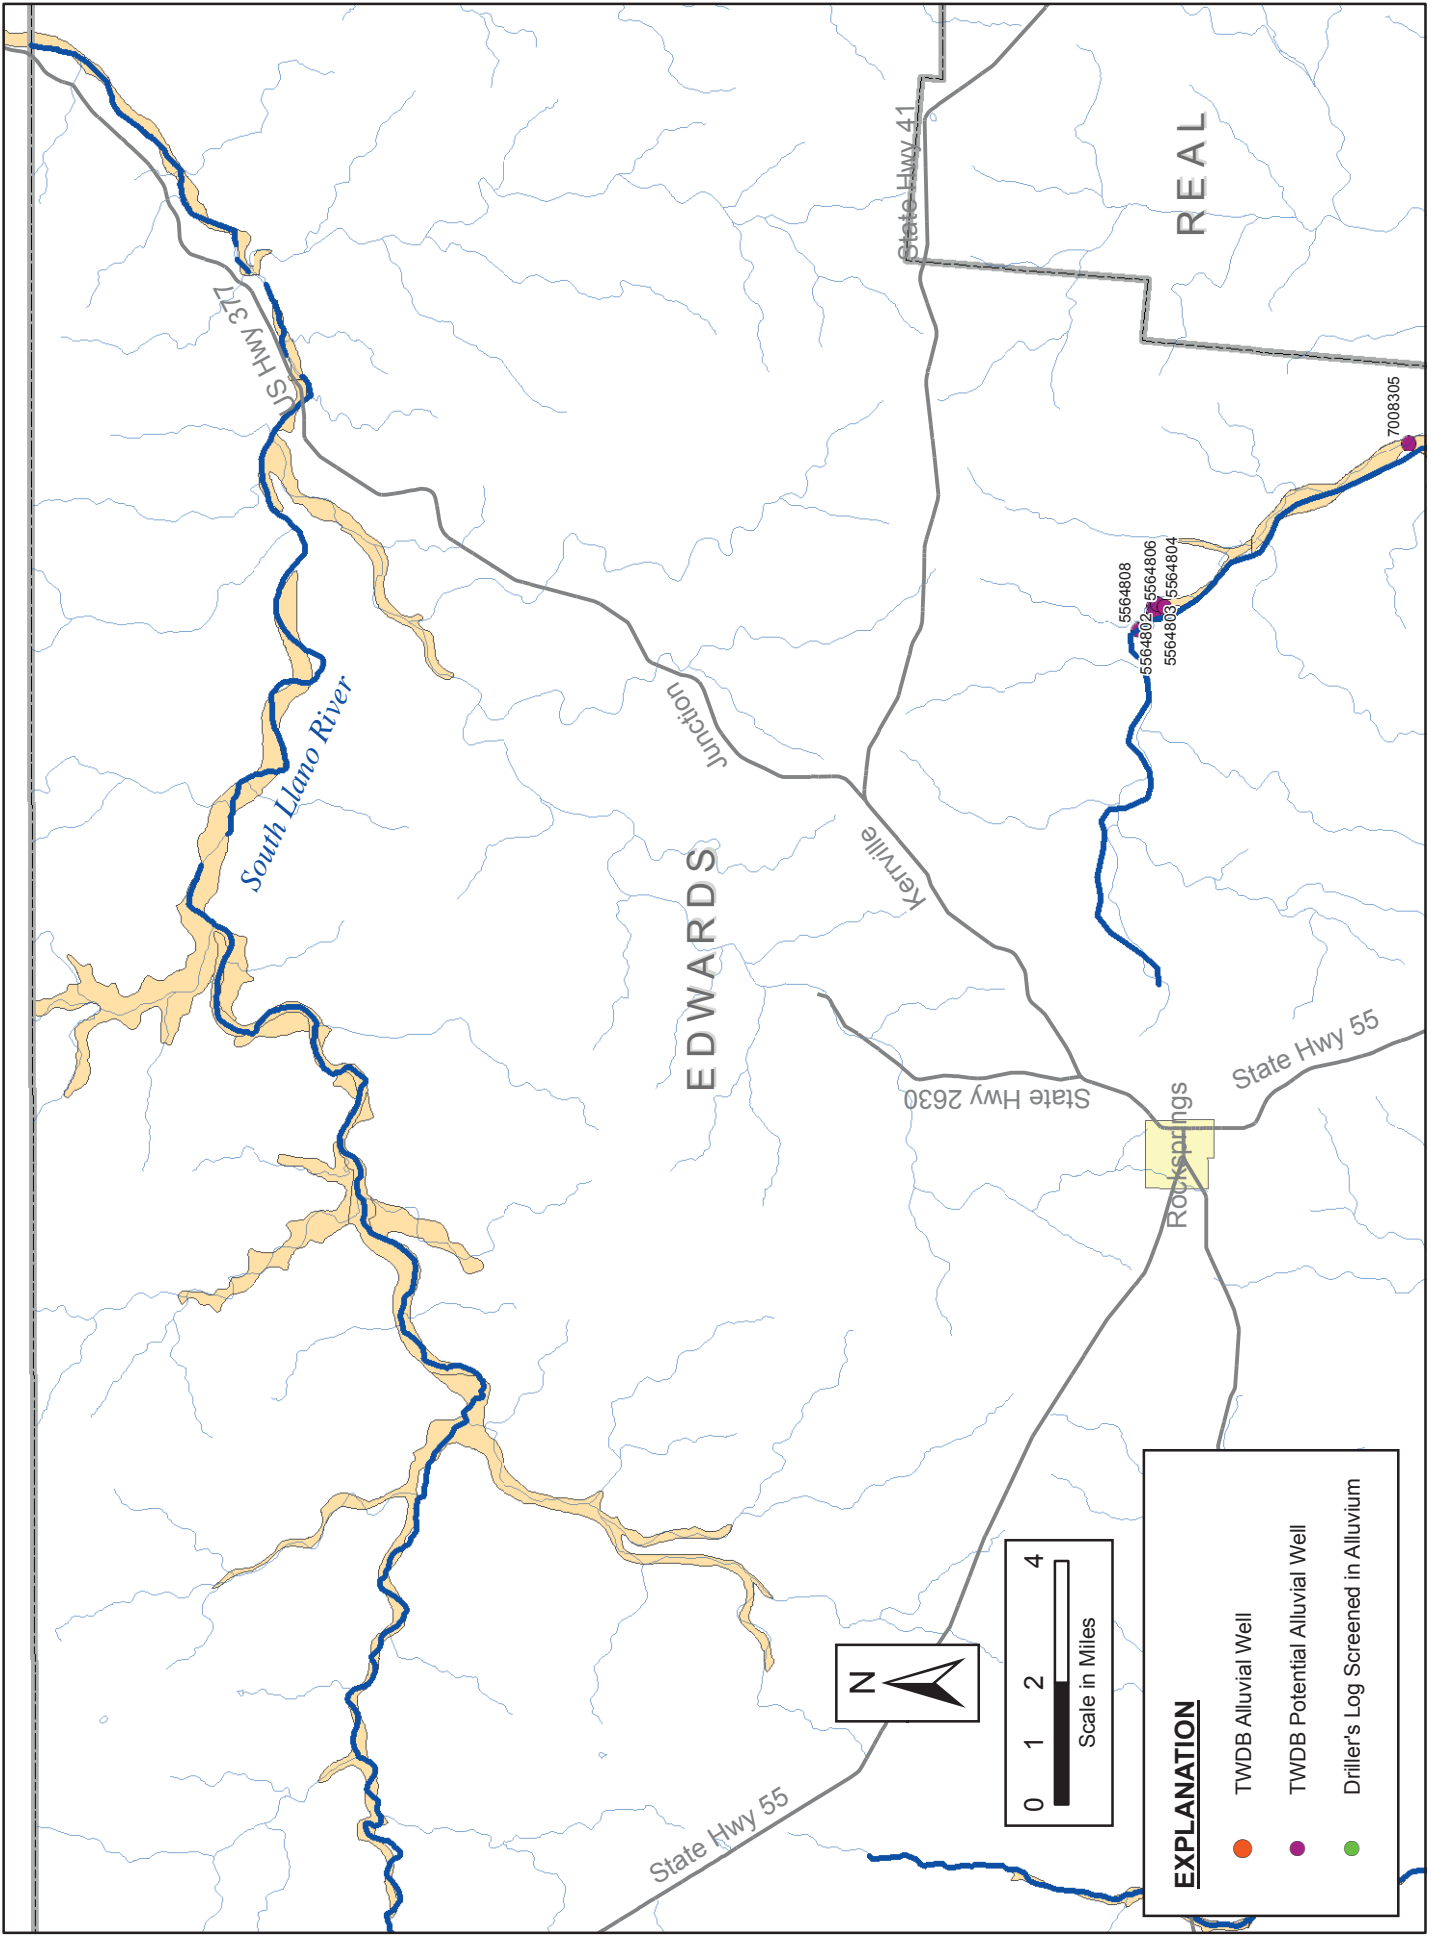 US Hwy 377
South Llano River
State Hwy 41
REAL
Junction
EDWARDS
Kerrville
State Hwy 2630
Rocksprings
State Hwy 55
7008305
5564808
5564806
5564804
5564802
5564803
State Hwy 55
N
0 1 2 4
Scale in Miles
EXPLANATION
TWDB Alluvial Well
TWDB Potential Alluvial Well
Driller's Log Screened in Alluvium